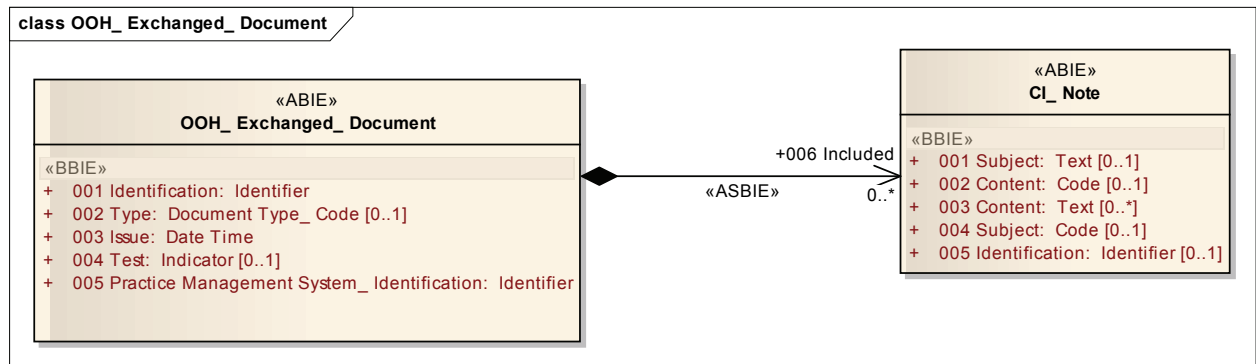 class OOH_ Exchanged_ Document
«ABIE»
OOH_ Exchanged_ Document
«BBIE»
+ 001 Identification: Identifier
+ 002 Type: Document Type_ Code [0..1]
+ 003 Issue: Date Time
+ 004 Test: Indicator [0..1]
+ 005 Practice Management System_ Identification: Identifier
+006 Included
«ASBIE»
0..*
«ABIE»
CI_ Note
«BBIE»
+ 001 Subject: Text [0..1]
+ 002 Content: Code [0..1]
+ 003 Content: Text [0..*]
+ 004 Subject: Code [0..1]
+ 005 Identification: Identifier [0..1]